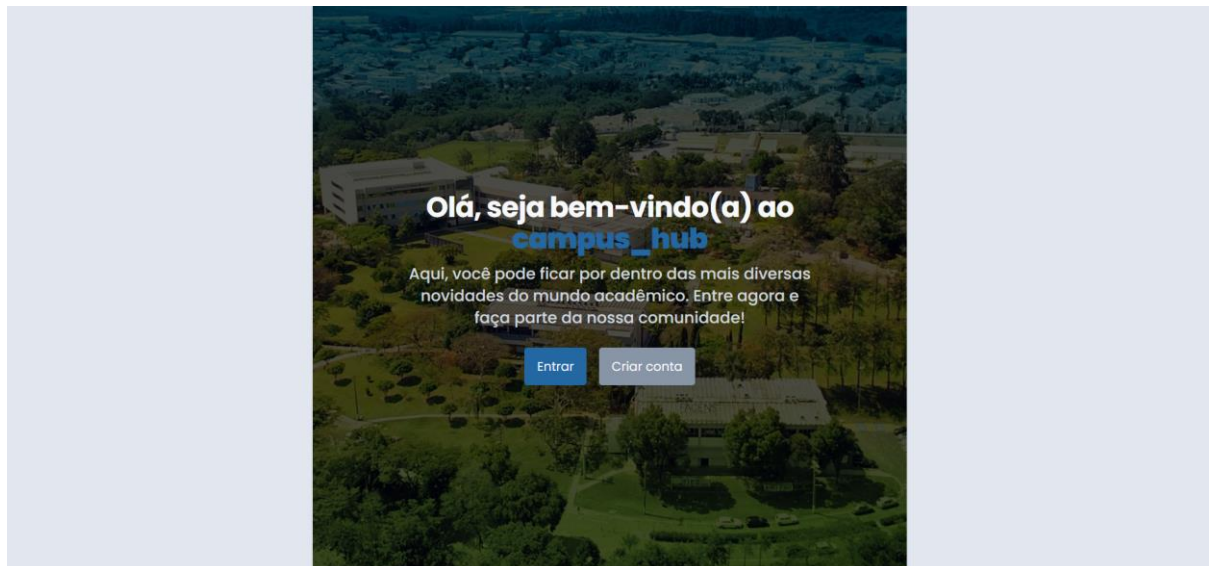 Olá, seja bem-vindo(a) ao
campus_hub
Aqui, você pode ficar por dentro das mais diversas
novidades do mundo acadêmico. Entre agora e
faça parte da nossa comunidade!
Entrar
Criar conta